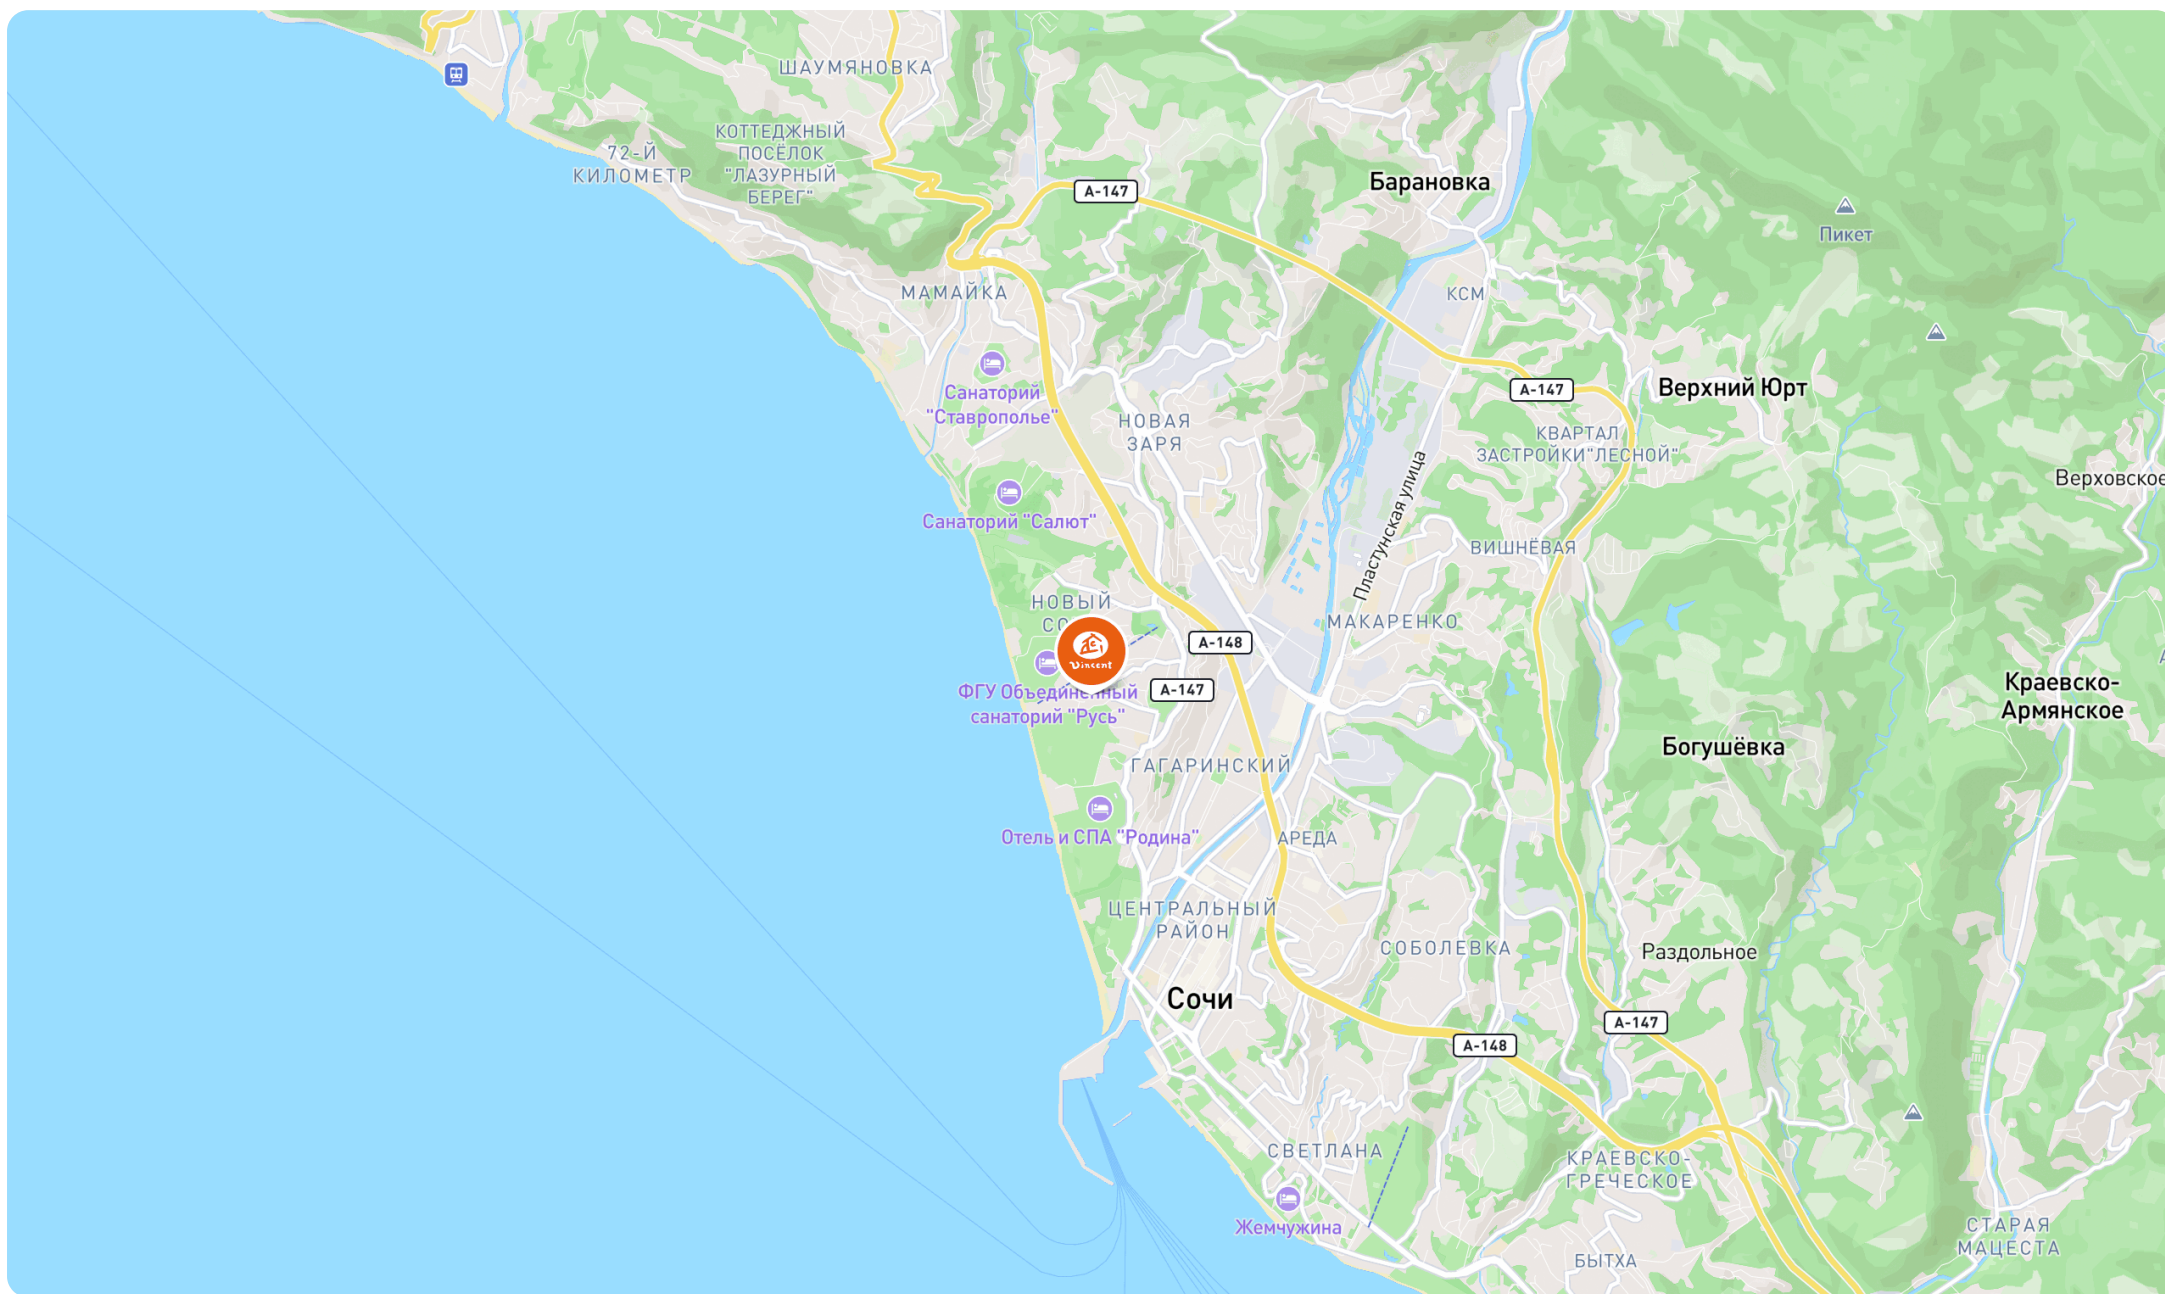 ШАУМЯНОВКА
КОТТЕДЖНЫЙ
ПОСЁЛОК
"ЛАЗУРНЫЙ
БЕРЕГ"
72-Й
КИЛОМЕТР
А-147
Барановка
Пикет
МАМАЙКА
КСМ
Санаторий
"Ставрополье"
НОВАЯ
ЗАРЯ
А-147
Верхний Юрт
КВАРТАЛ
ЗАСТРОЙКИ"ЛЕСНОЙ"
Верховское
Санаторий "Салют"
Пластунская улица
ВИШНЁВАЯ
НОВЫЙ
МАКАРЕНКО
А-148
Vincent
ФГУ Объединённый
санаторий "Русь"
А-147
Краевско-
Армянское
Богушёвка
ГАГАРИНСКИЙ
Отель и СПА "Родина"
АРЕДА
ЦЕНТРАЛЬНЫЙ
РАЙОН
СОБОЛЕВКА
Раздольное
Сочи
А-147
А-148
СВЕТЛАНА
КРАЕВСКО-
ГРЕЧЕСКОЕ
Жемчужина
СТАРАЯ
МАЦЕСТА
БЫТХА